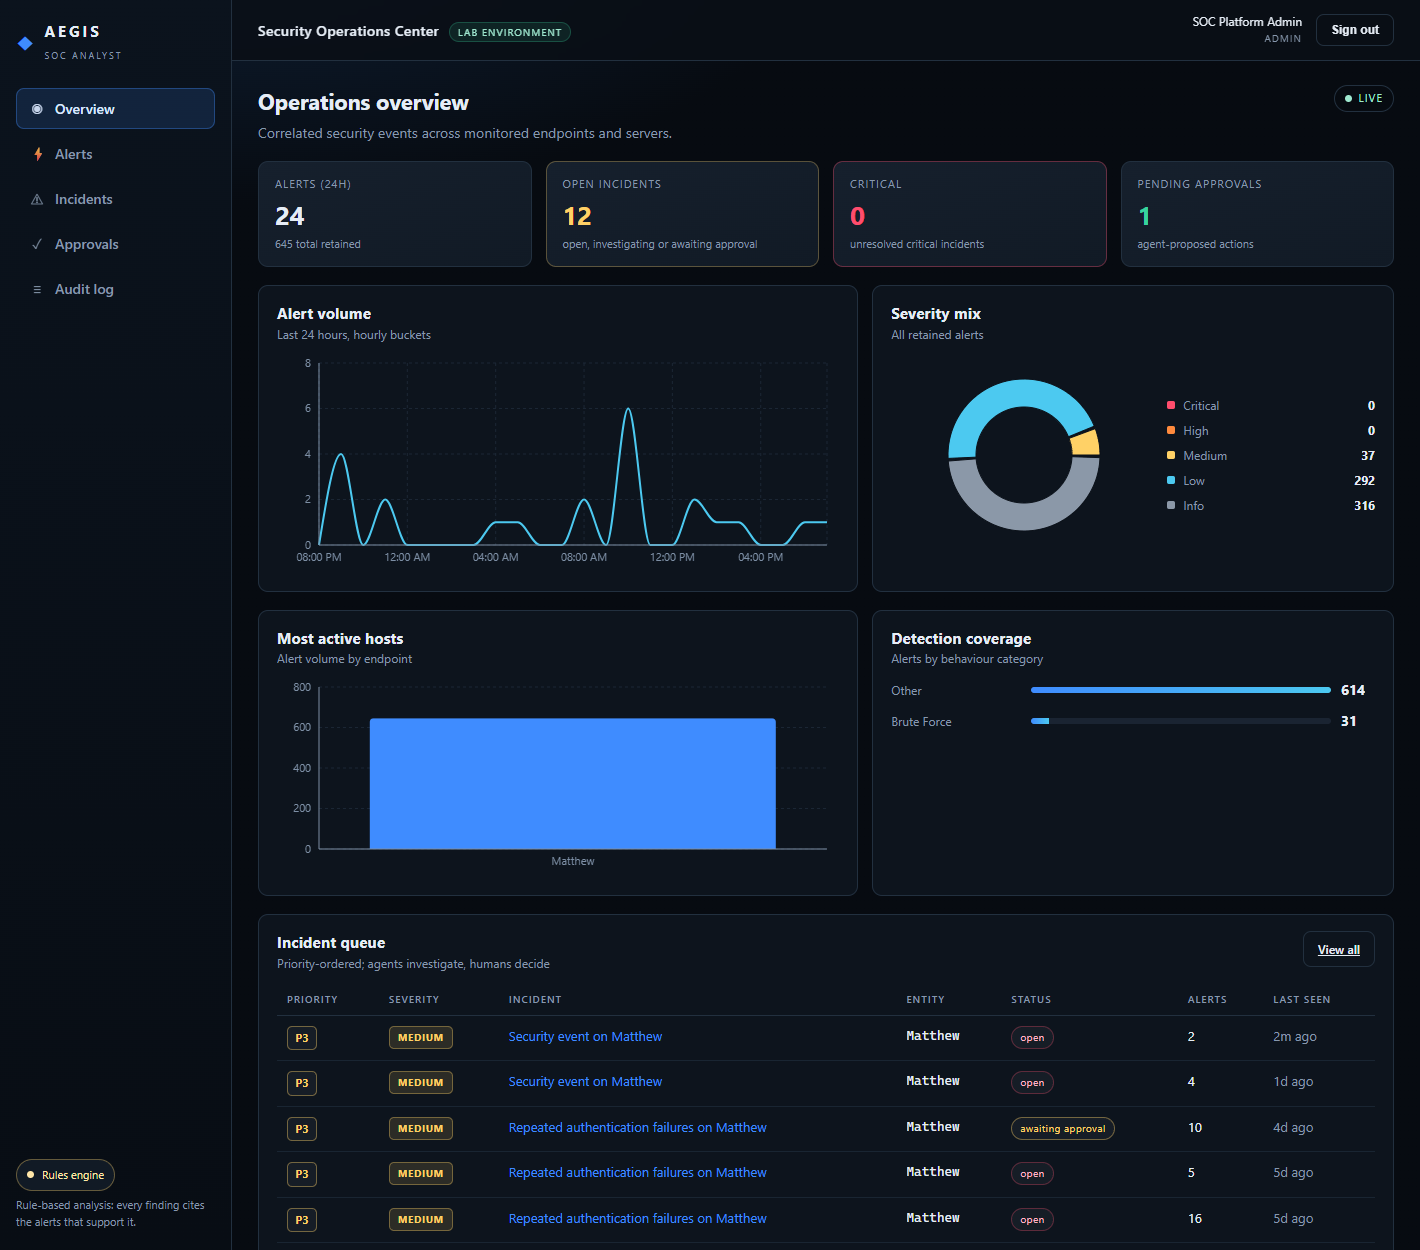 AEGIS
SOC ANALYST
Overview
Alerts
Incidents
Approvals
Audit log
Rules engine
Rule-based analysis: every finding cites
the alerts that support it.
Security Operations Center
LAB ENVIRONMENT
SOC Platform Admin
ADMIN
Sign out
Operations overview
LIVE
Correlated security events across monitored endpoints and servers.
ALERTS (24H)
24
645 total retained
OPEN INCIDENTS
12
open, investigating or awaiting approval
CRITICAL
0
unresolved critical incidents
PENDING APPROVALS
1
agent-proposed actions
Alert volume
Last 24 hours, hourly buckets
8
6
4
2
0
08:00 PM 12:00 AM 04:00 AM 08:00 AM 12:00 PM 04:00 PM
Severity mix
All retained alerts
Critical 0
High 0
Medium 37
Low 292
Info 316
Most active hosts
Alert volume by endpoint
800
600
400
200
0
Matthew
Detection coverage
Alerts by behaviour category
Other 614
Brute Force 31
Incident queue
Priority-ordered; agents investigate, humans decide
View all
PRIORITY SEVERITY INCIDENT ENTITY STATUS ALERTS LAST SEEN
P3 MEDIUM Security event on Matthew Matthew open 2 2m ago
P3 MEDIUM Security event on Matthew Matthew open 4 1d ago
P3 MEDIUM Repeated authentication failures on Matthew Matthew awaiting approval 10 4d ago
P3 MEDIUM Repeated authentication failures on Matthew Matthew open 5 5d ago
P3 MEDIUM Repeated authentication failures on Matthew Matthew open 16 5d ago